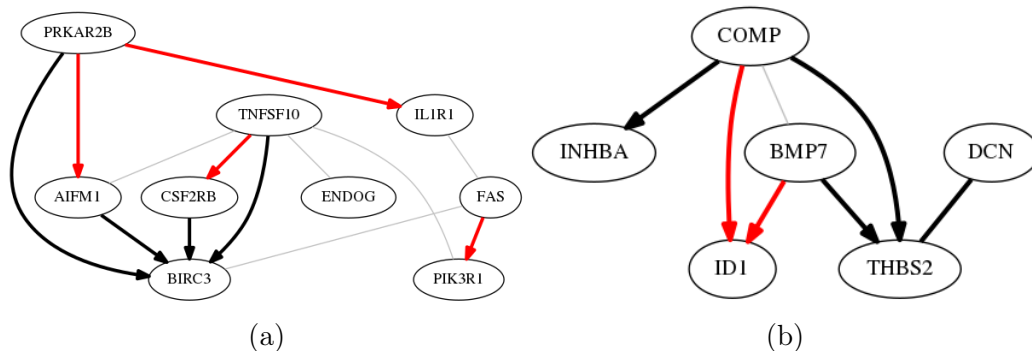 PRKAR2B
TNFSF10
IL1R1
AIFM1
CSF2RB
ENDOG
FAS
BIRC3
PIK3R1
(a)
COMP
INHBA
BMP7
DCN
ID1
THBS2
(b)